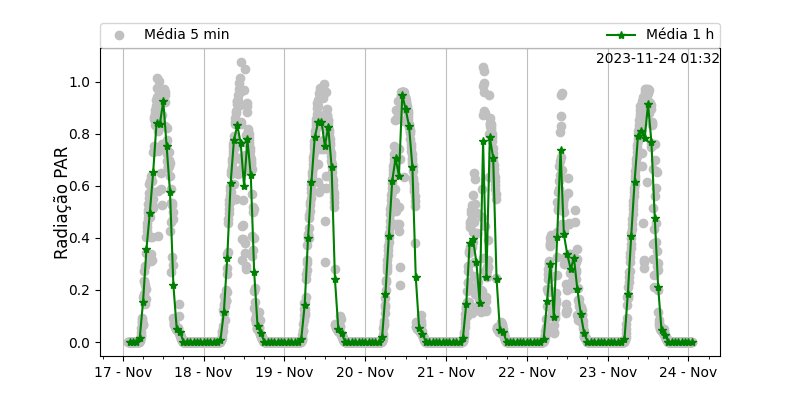 Média 5 min
Média 1 h
2023-11-24 01:32
Radiação PAR
1.0
0.8
0.6
0.4
0.2
0.0
17 - Nov
18 - Nov
19 - Nov
20 - Nov
21 - Nov
22 - Nov
23 - Nov
24 - Nov